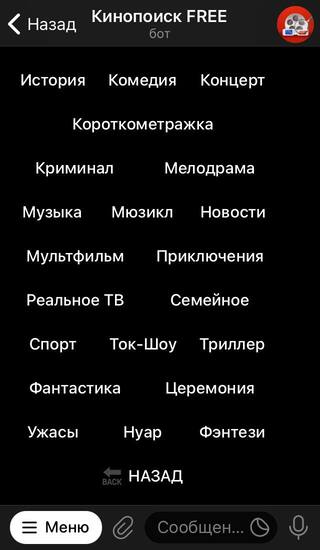 Назад
Кинопоиск FREE
бот
История Комедия Концерт
Короткометражка
Криминал Мелодрама
Музыка Мюзикл Новости
Мультфильм Приключения
Реальное ТВ Семейное
Спорт Ток-Шоу Триллер
Фантастика Церемония
Ужасы Нуар Фэнтези
BACK НАЗАД
Меню Сообщен...